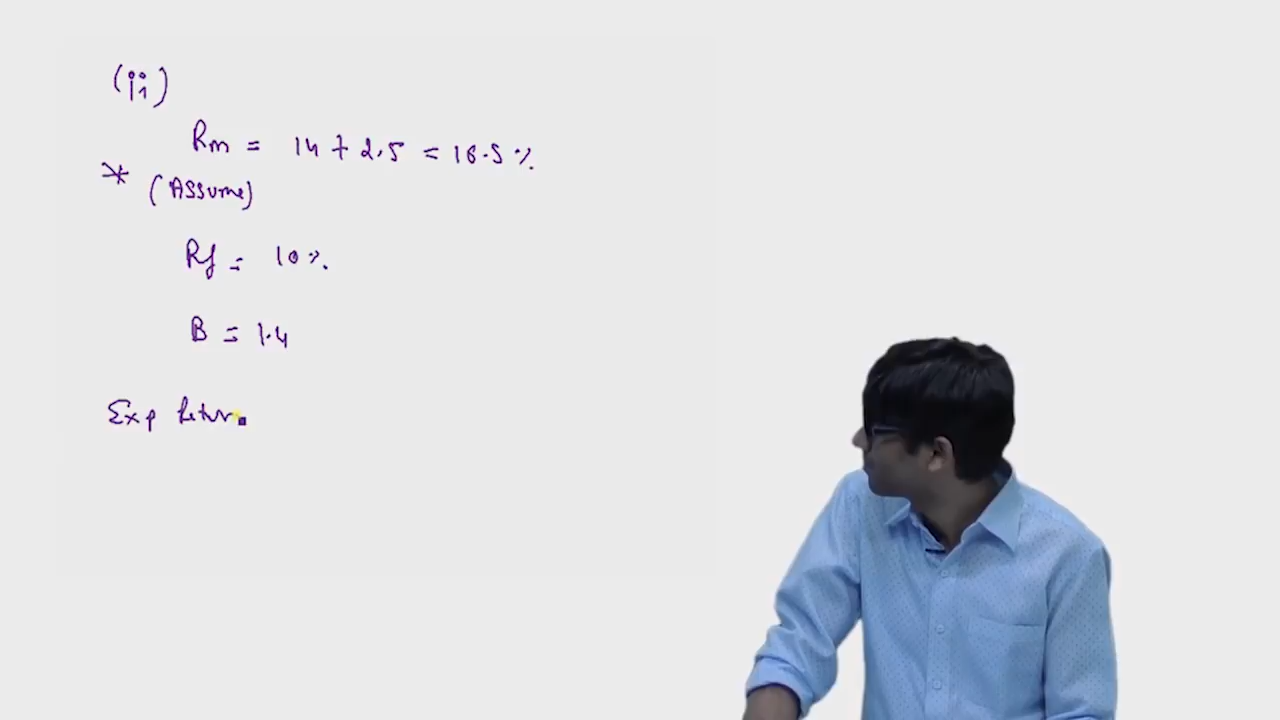 (ii)
Rm = 14 + 2.5 = 16.5%
* (Assume)
Rf = 10%
B = 1.4
Exp Return